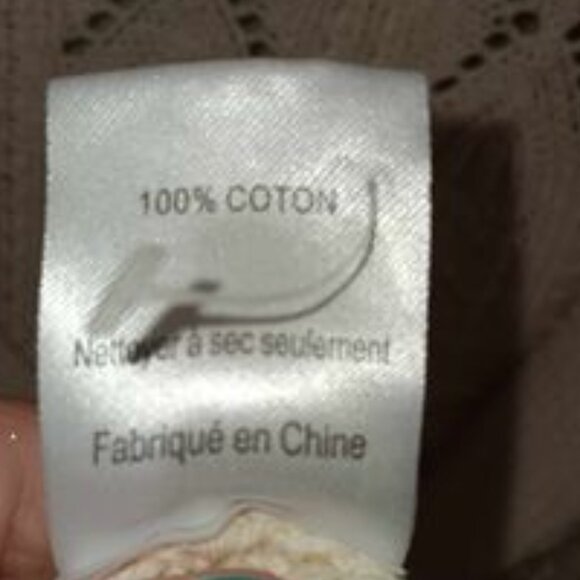 100% COTON
Nettoyer à sec seulement
Fabriqué en Chine